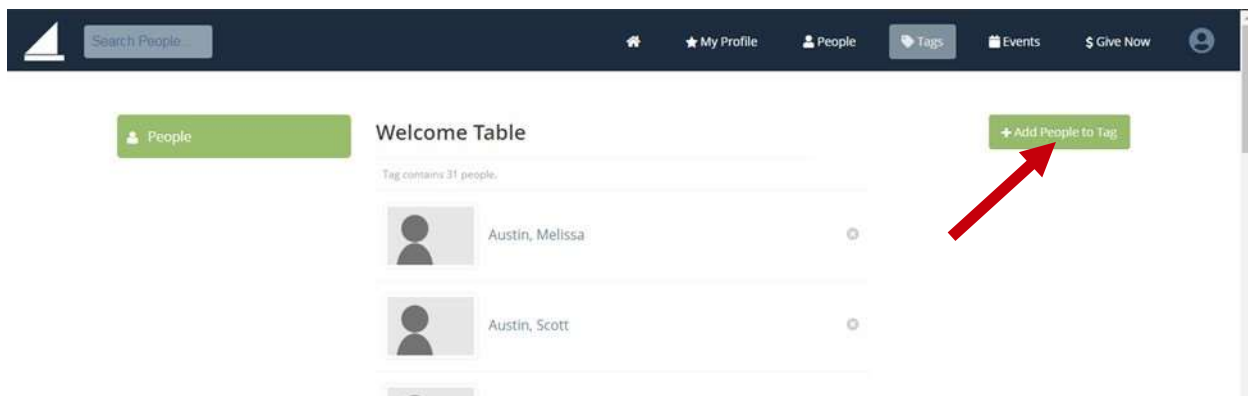 Search People...
My Profile
People
Tags
Events
$ Give Now
People
Welcome Table
+ Add People to Tag
Tag contains 31 people.
Austin, Melissa
Austin, Scott